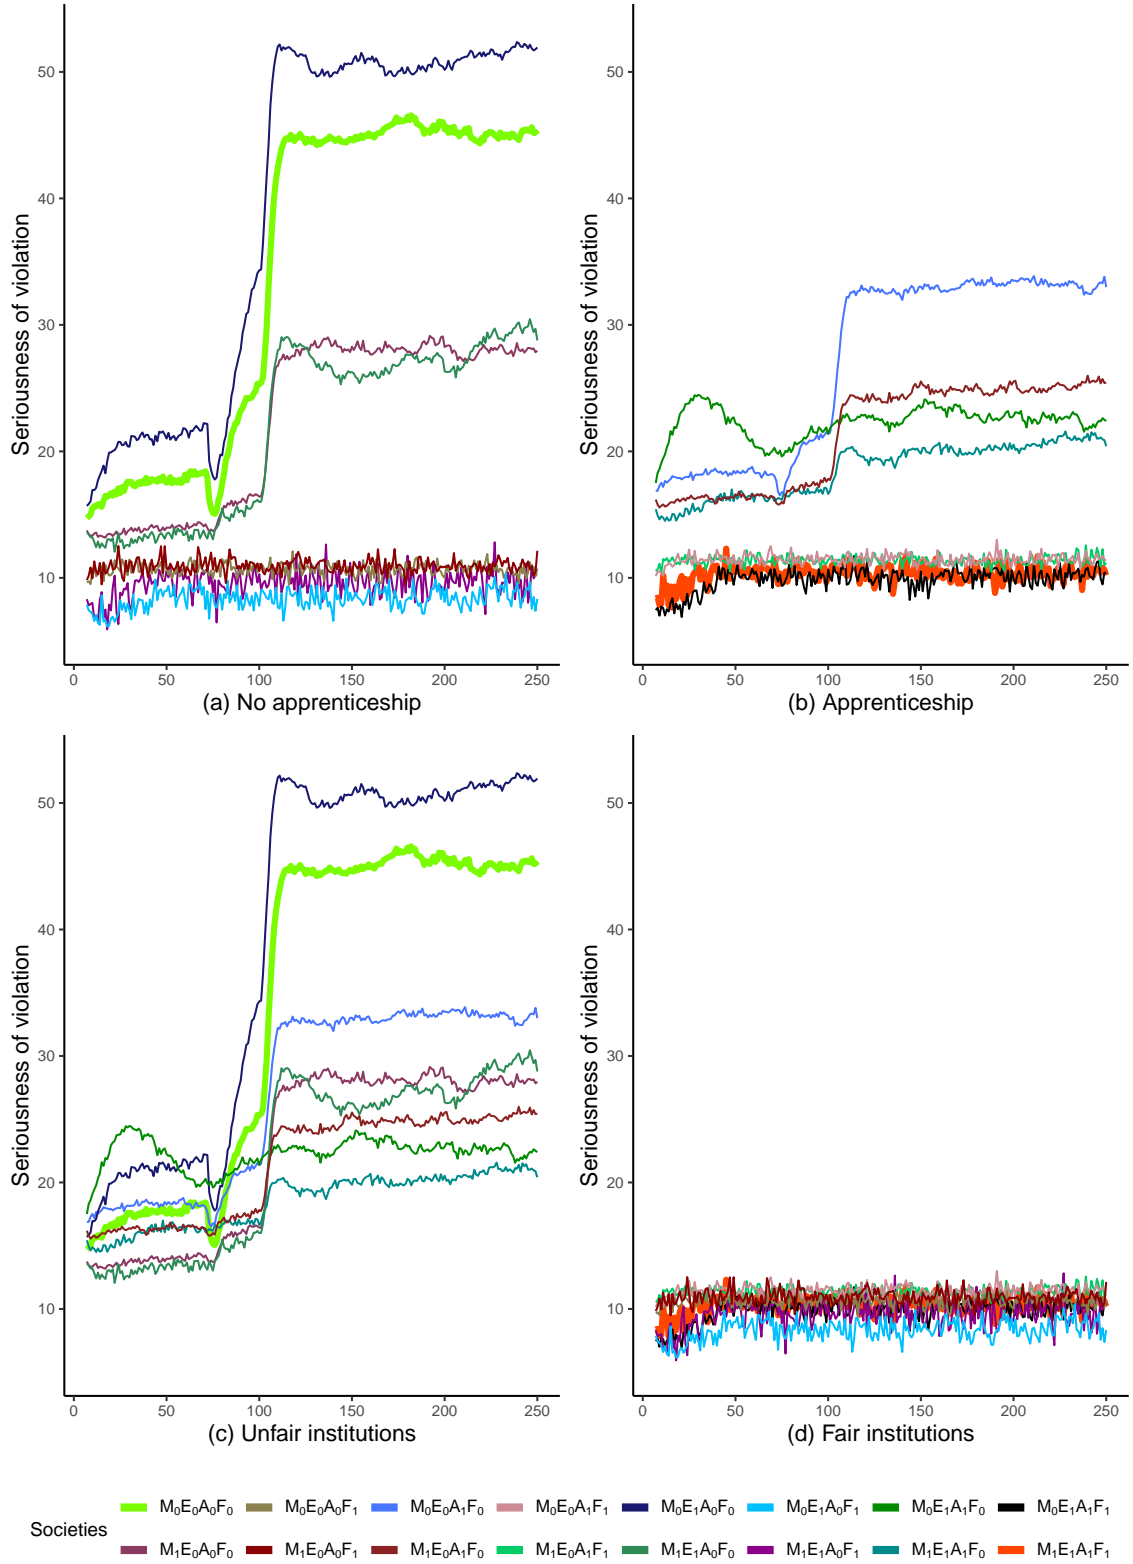 Seriousness of violation
50
40
30
20
10
0 50 100 150 200 250
(a) No apprenticeship
Seriousness of violation
50
40
30
20
10
0 50 100 150 200 250
(b) Apprenticeship
Seriousness of violation
50
40
30
20
10
0 50 100 150 200 250
(c) Unfair institutions
Seriousness of violation
50
40
30
20
10
0 50 100 150 200 250
(d) Fair institutions
Societies
M₀E₀A₀F₀ M₀E₀A₀F₁ M₀E₀A₁F₀ M₀E₀A₁F₁ M₀E₁A₀F₀ M₀E₁A₀F₁ M₀E₁A₁F₀ M₀E₁A₁F₁
M₁E₀A₀F₀ M₁E₀A₀F₁ M₁E₀A₁F₀ M₁E₀A₁F₁ M₁E₁A₀F₀ M₁E₁A₀F₁ M₁E₁A₁F₀ M₁E₁A₁F₁